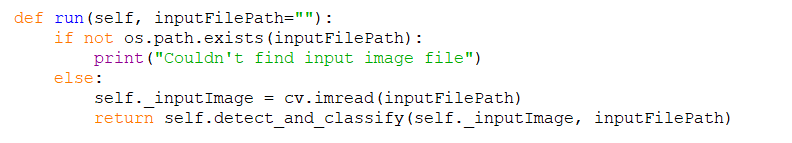 def run(self, inputFilePath=""):
    if not os.path.exists(inputFilePath):
        print("Couldn't find input image file")
    else:
        self._inputImage = cv.imread(inputFilePath)
        return self.detect_and_classify(self._inputImage, inputFilePath)